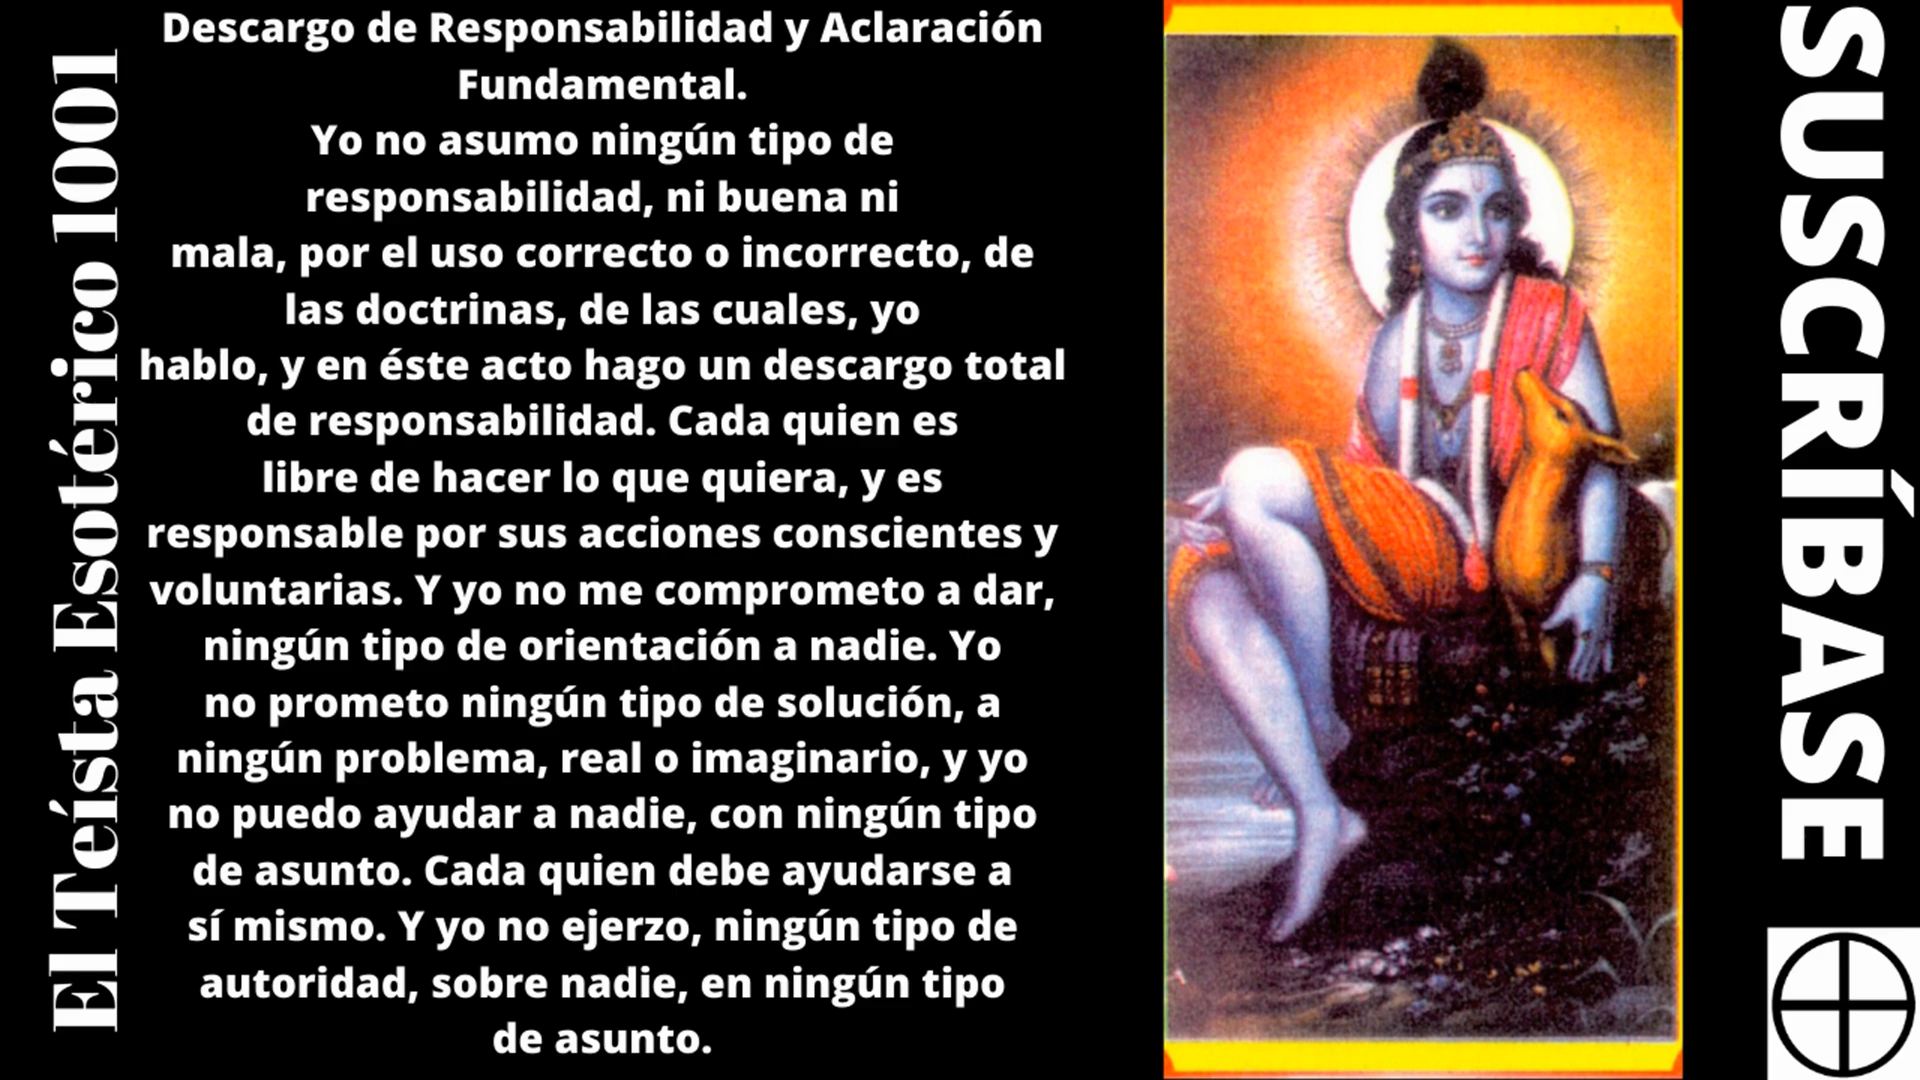 El Teísta Esotérico 1001
Descargo de Responsabilidad y Aclaración
Fundamental.
Yo no asumo ningún tipo de
responsabilidad, ni buena ni
mala, por el uso correcto o incorrecto, de
las doctrinas, de las cuales, yo
hablo, y en éste acto hago un descargo total
de responsabilidad. Cada quien es
libre de hacer lo que quiera, y es
responsable por sus acciones conscientes y
voluntarias. Y yo no me comprometo a dar,
ningún tipo de orientación a nadie. Yo
no prometo ningún tipo de solución, a
ningún problema, real o imaginario, y yo
no puedo ayudar a nadie, con ningún tipo
de asunto. Cada quien debe ayudarse a
sí mismo. Y yo no ejerzo, ningún tipo de
autoridad, sobre nadie, en ningún tipo
de asunto.
SUSCRÍBASE